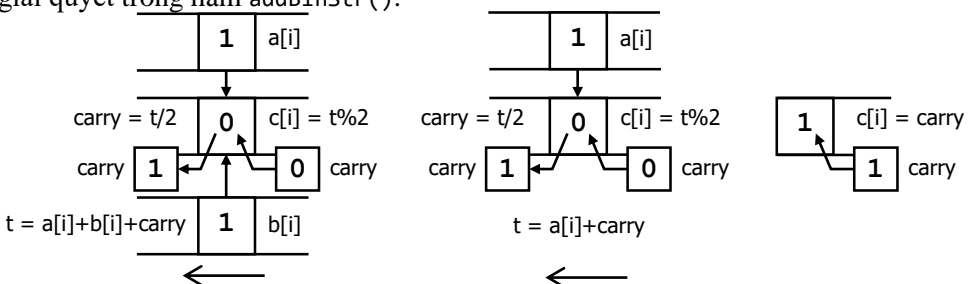 giải quyết trong hàm addBinStr().
1 a[i] 1 a[i]
carry = t/2 0 c[i] = t%2 carry = t/2 0 c[i] = t%2 1 c[i] = carry
carry 1 0 carry carry 1 0 carry 1 carry
t = a[i]+b[i]+carry 1 b[i] t = a[i]+carry